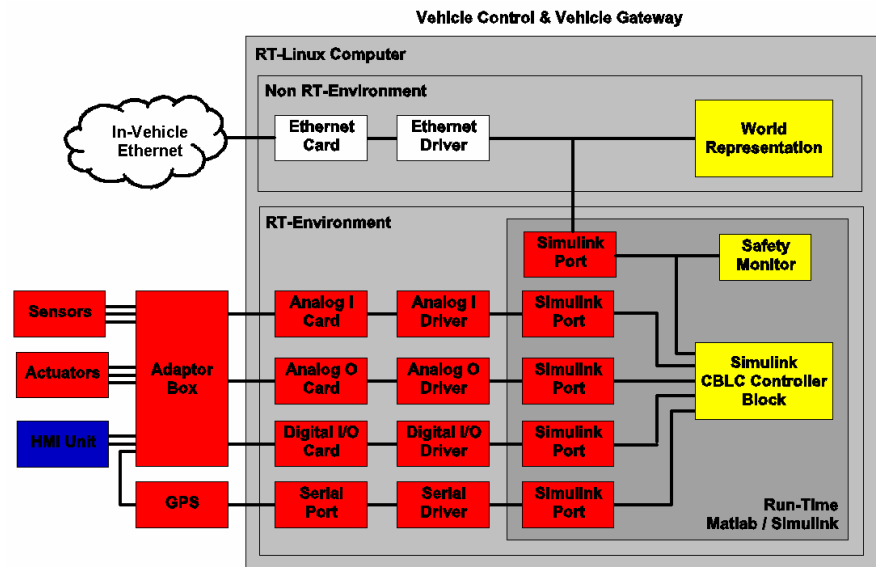 Vehicle Control & Vehicle Gateway
RT-Linux Computer
Non RT-Environment
In-Vehicle
Ethernet
Ethernet
Card
Ethernet
Driver
World
Representation
RT-Environment
Simulink
Port
Safety
Monitor
Sensors
Actuators
HMI Unit
Adaptor
Box
GPS
Analog I
Card
Analog I
Driver
Simulink
Port
Analog O
Card
Analog O
Driver
Simulink
Port
Simulink
CBLC Controller
Block
Digital I/O
Card
Digital I/O
Driver
Simulink
Port
Serial
Port
Serial
Driver
Simulink
Port
Run-Time
Matlab / Simulink